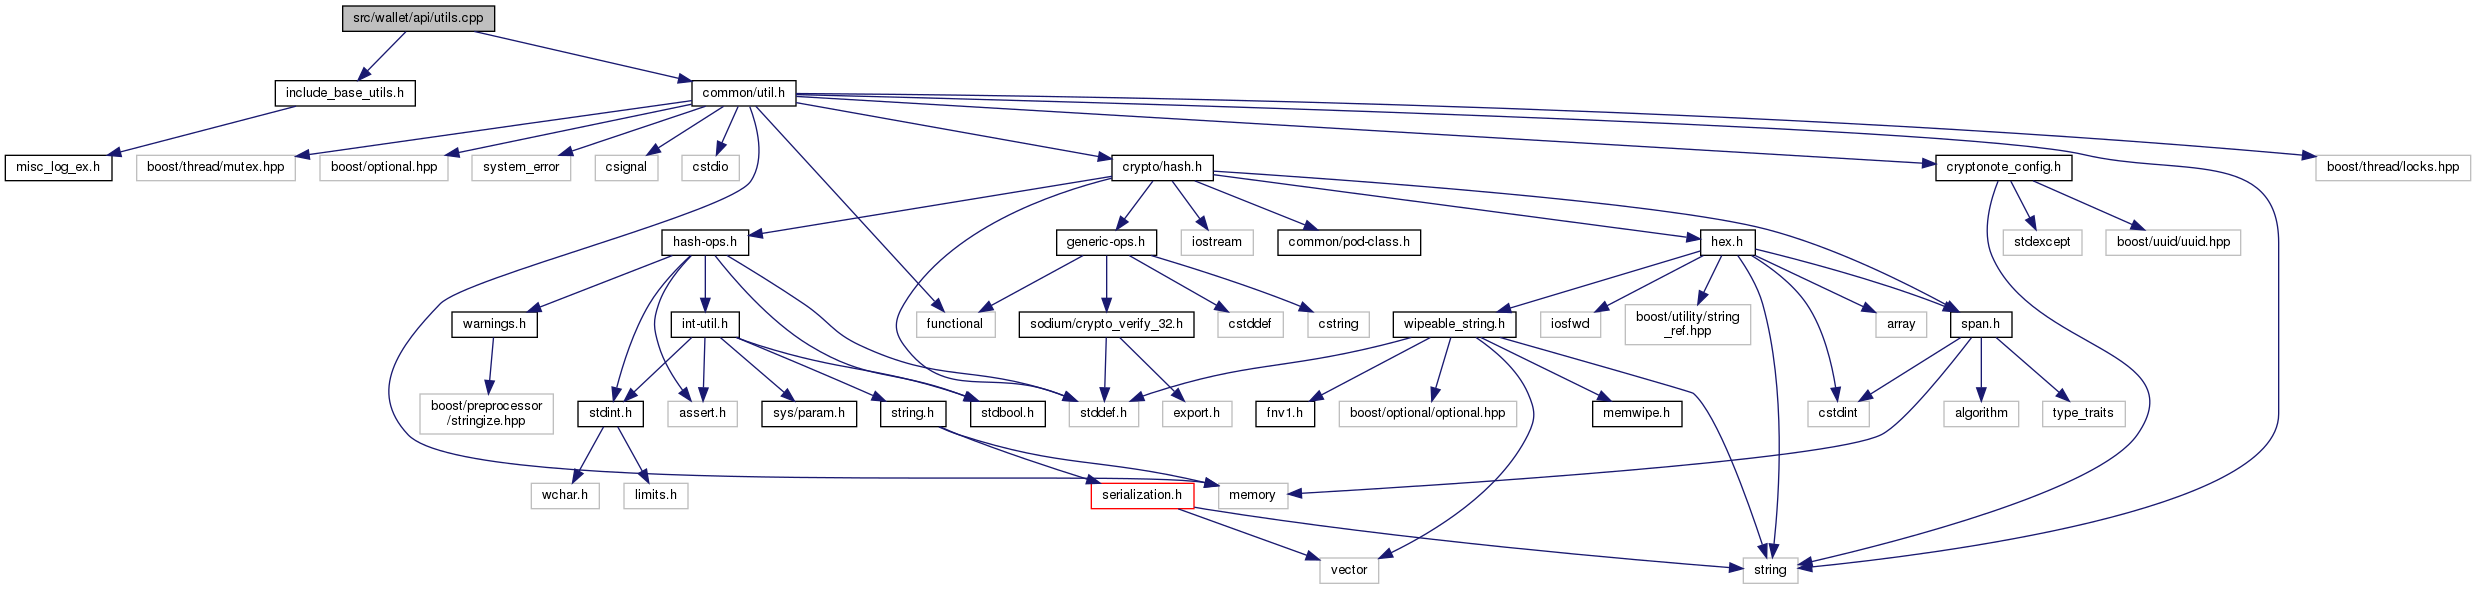 src/wallet/api/utils.cpp
include_base_utils.h
common/util.h
misc_log_ex.h
boost/thread/mutex.hpp
boost/optional.hpp
system_error
csignal
cstdio
crypto/hash.h
cryptonote_config.h
boost/thread/locks.hpp
hash-ops.h
generic-ops.h
iostream
common/pod-class.h
hex.h
stdexcept
boost/uuid/uuid.hpp
warnings.h
int-util.h
functional
sodium/crypto_verify_32.h
cstddef
cstring
wipeable_string.h
iosfwd
boost/utility/string
_ref.hpp
array
span.h
boost/preprocessor
/stringize.hpp
stdint.h
assert.h
sys/param.h
string.h
stdbool.h
stddef.h
export.h
fnv1.h
boost/optional/optional.hpp
memwipe.h
cstdint
algorithm
type_traits
wchar.h
limits.h
serialization.h
memory
vector
string